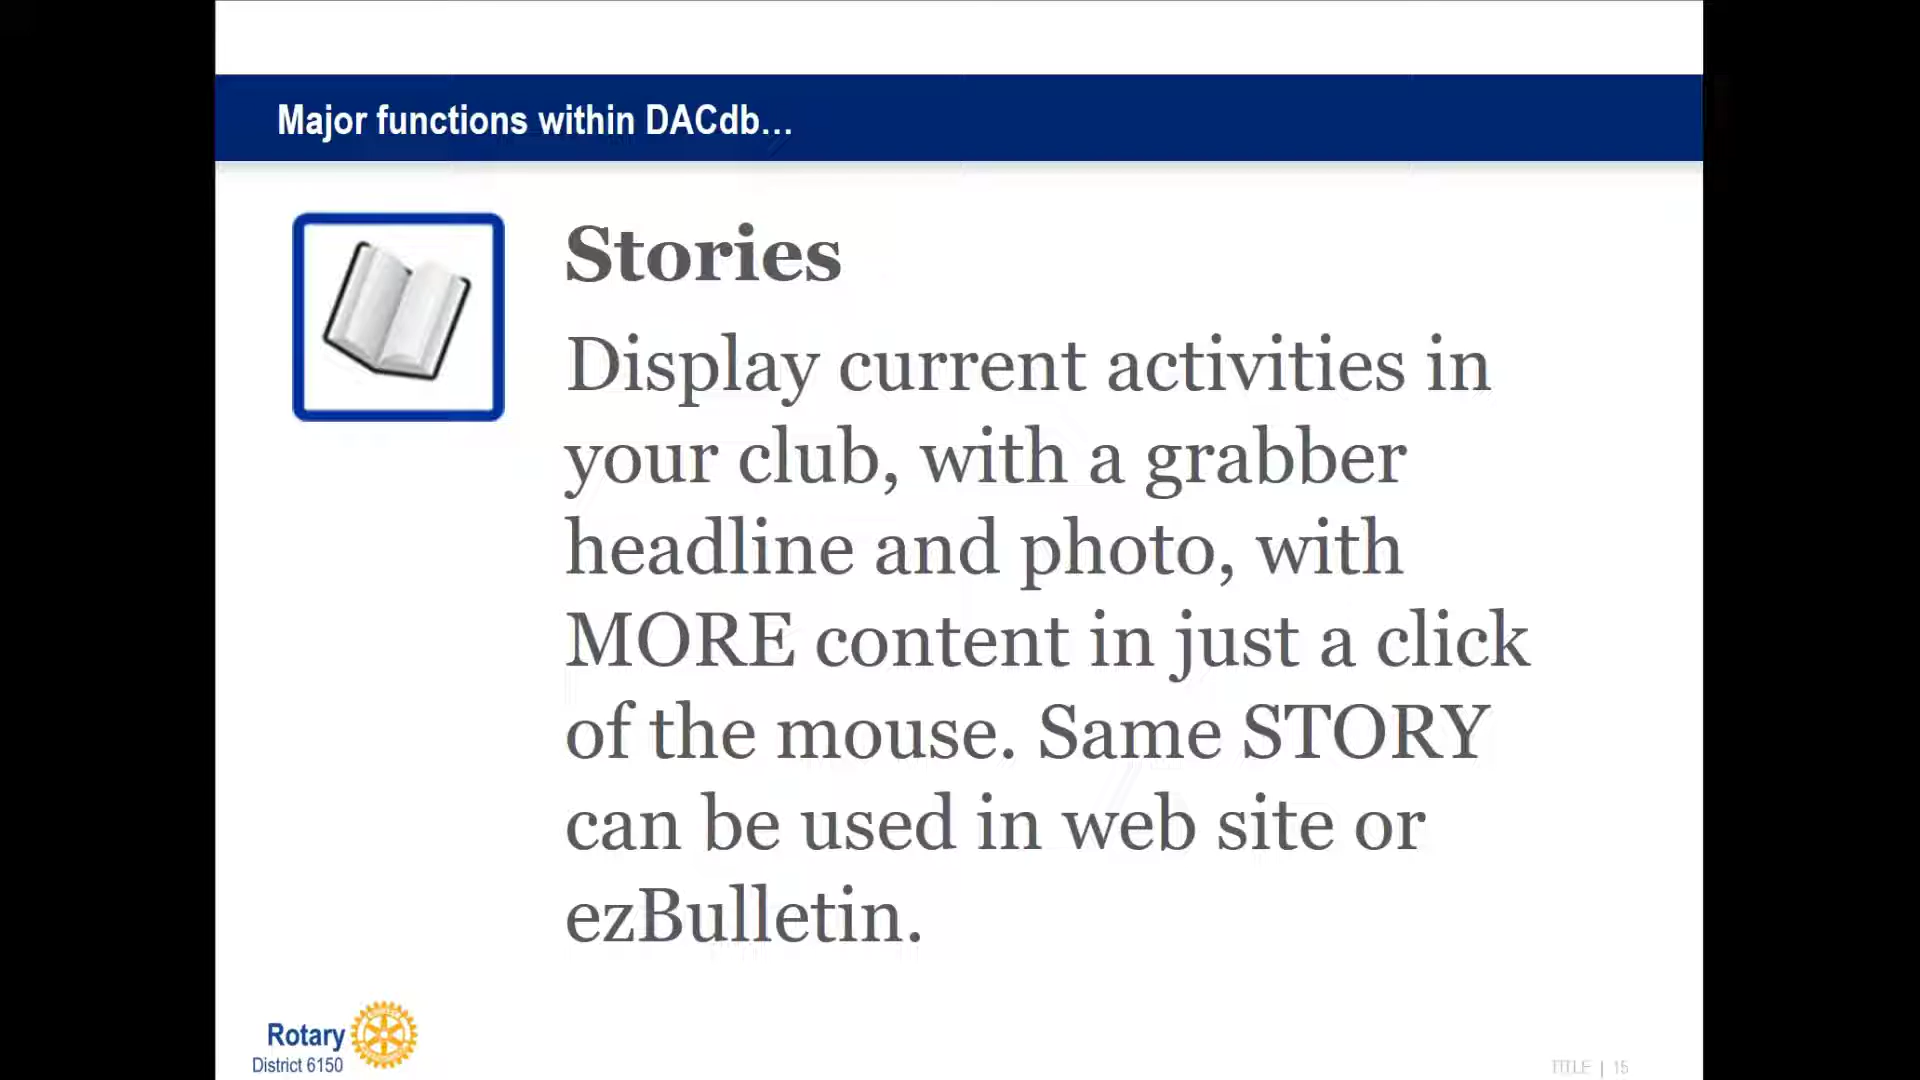 Major functions within DACdb...
Stories
Display current activities in
your club, with a grabber
headline and photo, with
MORE content in just a click
of the mouse. Same STORY
can be used in web site or
ezBulletin.
Rotary
District 6150
TITLE | 15